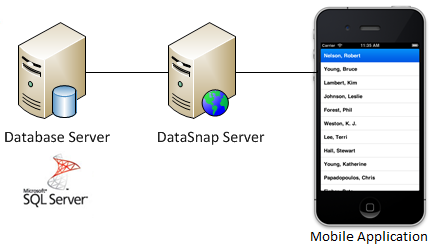 Database Server
DataSnap Server
Microsoft
SQL Server
Carrier
11:35 AM
Nelson, Robert
Young, Bruce
Lambert, Kim
Johnson, Leslie
Forest, Phil
Weston, K. J.
Lee, Terri
Hall, Stewart
Young, Katherine
Papadopoulos, Chris
Mobile Application